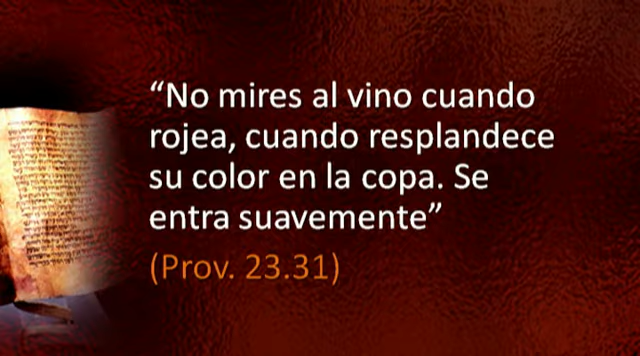 “No mires al vino cuando
rojea, cuando resplandece
su color en la copa. Se
entra suavemente”
(Prov. 23.31)